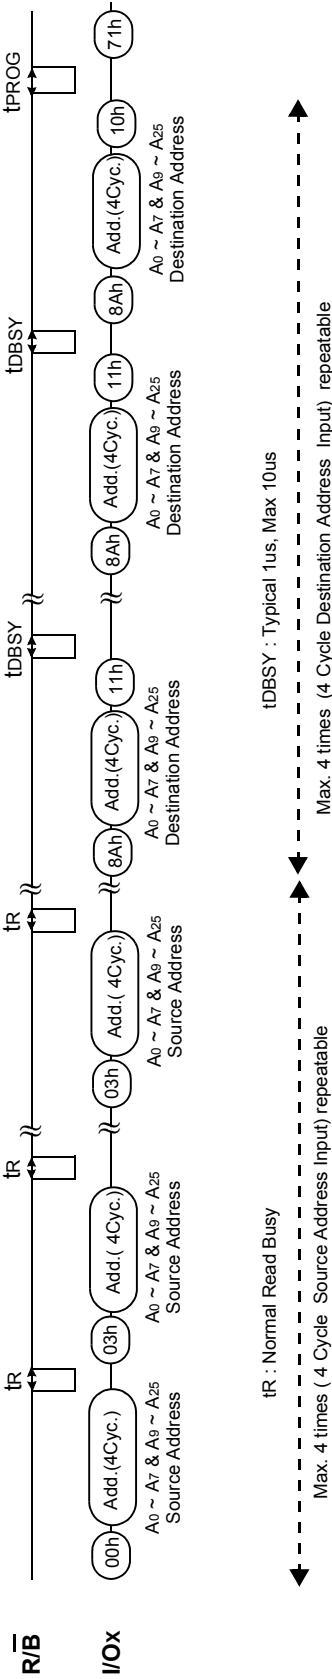 R/B
tR
tR
tR
tDBSY
tDBSY
tPROG
I/Ox
00h
Add.(4Cyc.)
03h
Add.( 4Cyc.)
03h
Add.( 4Cyc.)
8Ah
Add.(4Cyc.)
11h
8Ah
Add.(4Cyc.)
11h
8Ah
Add.(4Cyc.)
10h
71h
A0 ~ A7 & A9 ~ A25
Source Address
A0 ~ A7 & A9 ~ A25
Source Address
A0 ~ A7 & A9 ~ A25
Source Address
A0 ~ A7 & A9 ~ A25
Destination Address
A0 ~ A7 & A9 ~ A25
Destination Address
A0 ~ A7 & A9 ~ A25
Destination Address
tR : Normal Read Busy
tDBSY : Typical 1us, Max 10us
Max. 4 times ( 4 Cycle Source Address Input) repeatable
Max. 4 times (4 Cycle Destination Address Input) repeatable